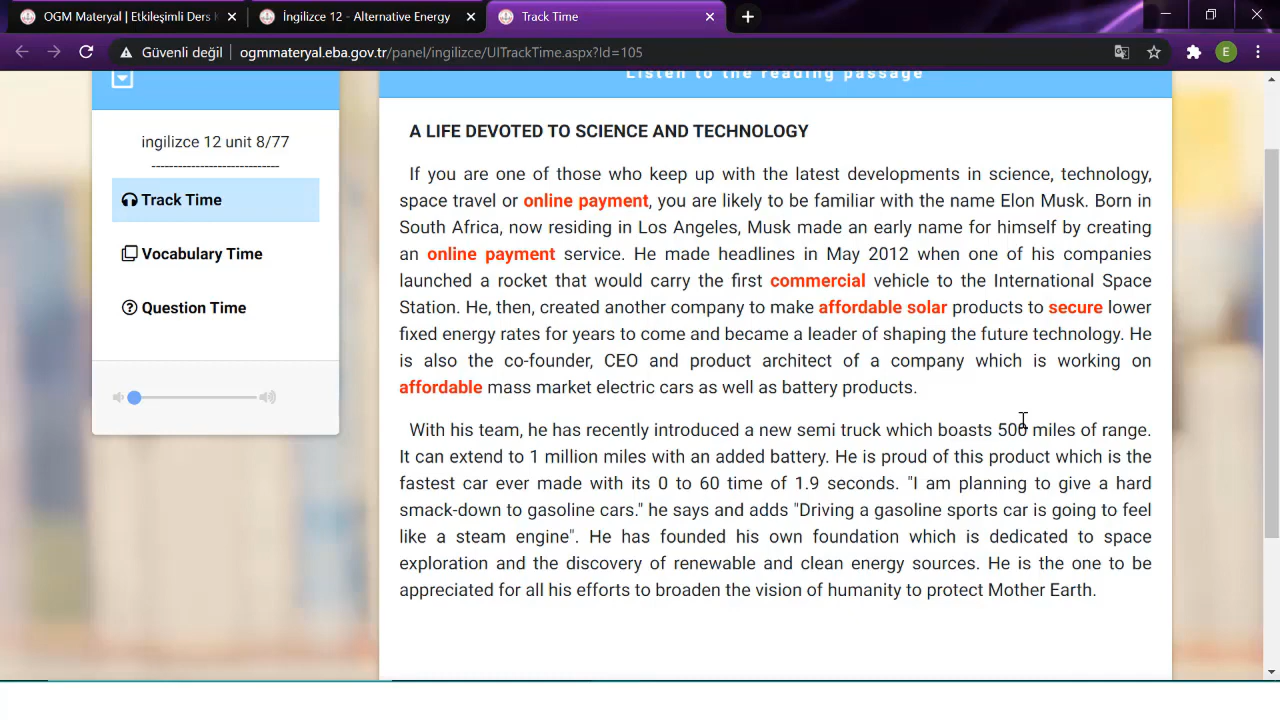 OGM Materyal | Etkileşimli Ders K
İngilizce 12 - Alternative Energy
Track Time
Güvenli değil
ogmmateryal.eba.gov.tr/panel/ingilizce/UITrackTime.aspx?Id=105
E
Listen to the reading passage
ingilizce 12 unit 8/77
----------------------------
Track Time
Vocabulary Time
Question Time
A LIFE DEVOTED TO SCIENCE AND TECHNOLOGY
If you are one of those who keep up with the latest developments in science, technology,
space travel or online payment, you are likely to be familiar with the name Elon Musk. Born in
South Africa, now residing in Los Angeles, Musk made an early name for himself by creating
an online payment service. He made headlines in May 2012 when one of his companies
launched a rocket that would carry the first commercial vehicle to the International Space
Station. He, then, created another company to make affordable solar products to secure lower
fixed energy rates for years to come and became a leader of shaping the future technology. He
is also the co-founder, CEO and product architect of a company which is working on
affordable mass market electric cars as well as battery products.
With his team, he has recently introduced a new semi truck which boasts 500 miles of range.
It can extend to 1 million miles with an added battery. He is proud of this product which is the
fastest car ever made with its 0 to 60 time of 1.9 seconds. "I am planning to give a hard
smack-down to gasoline cars." he says and adds "Driving a gasoline sports car is going to feel
like a steam engine". He has founded his own foundation which is dedicated to space
exploration and the discovery of renewable and clean energy sources. He is the one to be
appreciated for all his efforts to broaden the vision of humanity to protect Mother Earth.